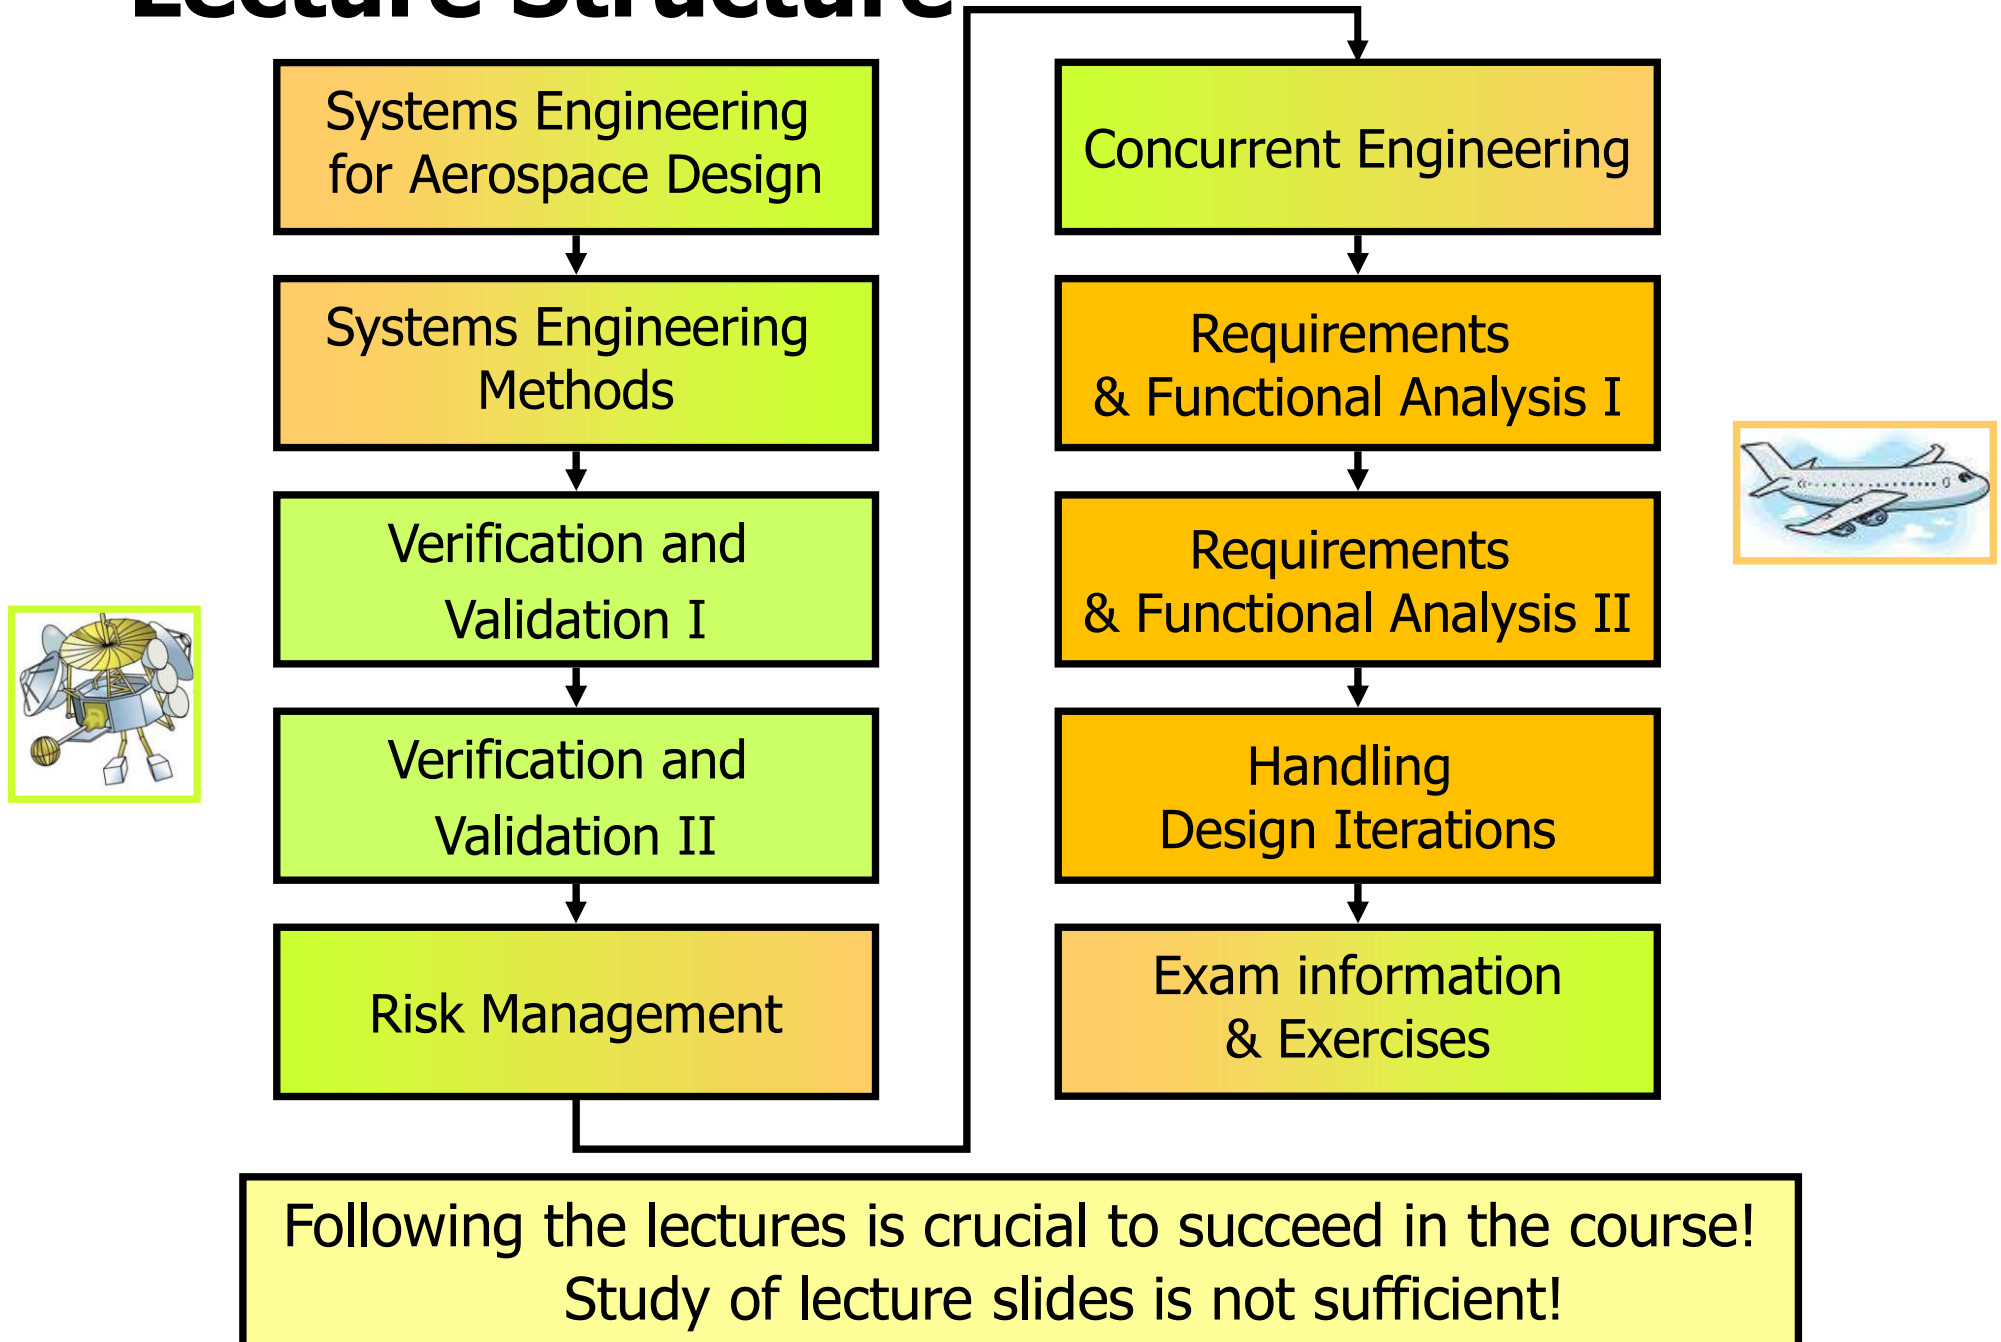 Lecture Structure
Systems Engineering
for Aerospace Design
Systems Engineering
Methods
Verification and
Validation I
Verification and
Validation II
Risk Management
Concurrent Engineering
Requirements
& Functional Analysis I
Requirements
& Functional Analysis II
Handling
Design Iterations
Exam information
& Exercises
Following the lectures is crucial to succeed in the course!
Study of lecture slides is not sufficient!